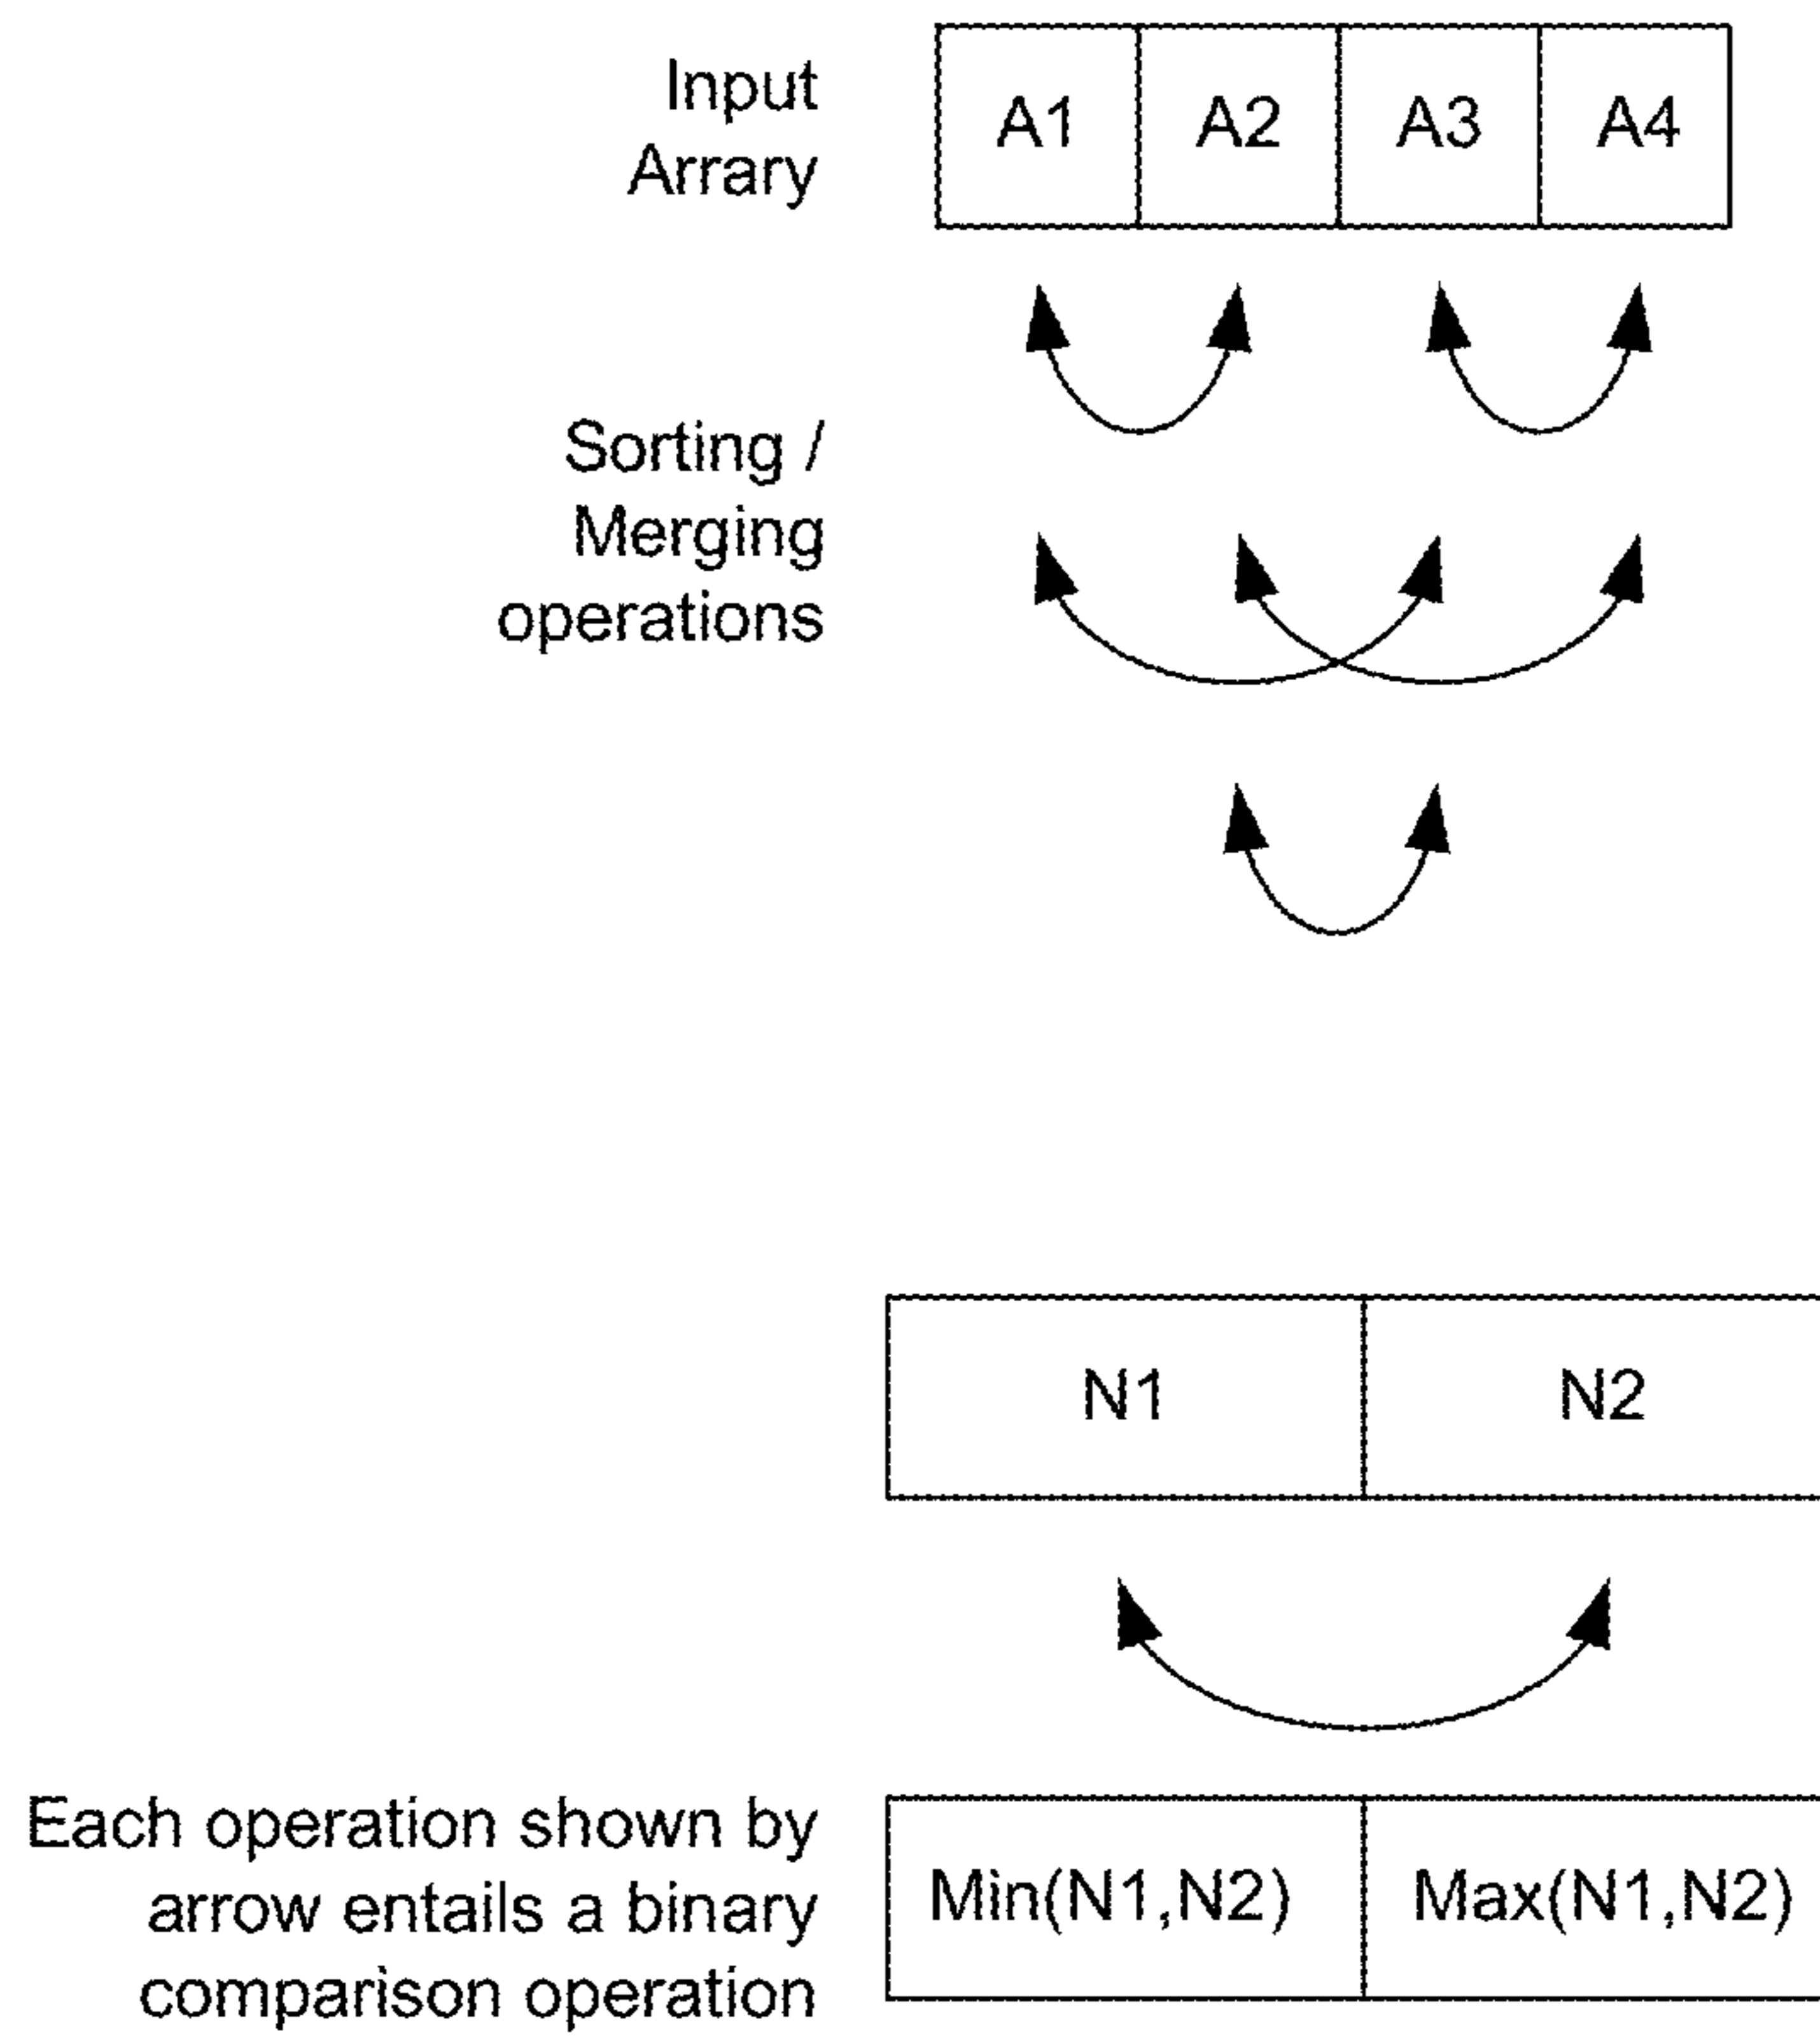 Input
Arrary
A1 A2 A3 A4
Sorting /
Merging
operations
N1 N2
Each operation shown by
arrow entails a binary
comparison operation
Min(N1,N2) Max(N1,N2)